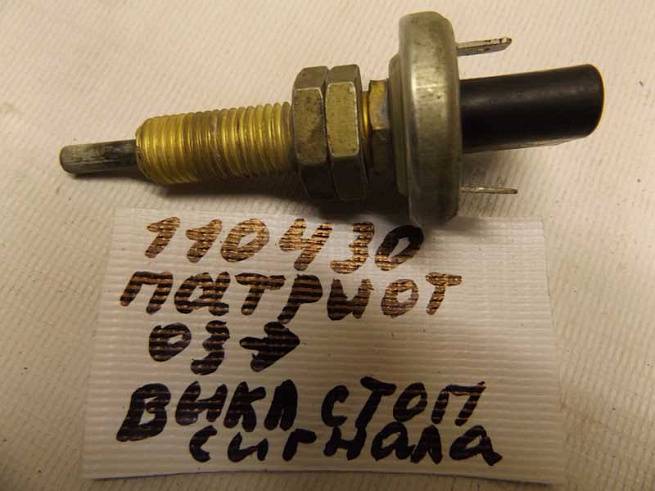 110430
ПАТРИОТ
03→
ВЫКЛ СТОП
СИГНАЛА